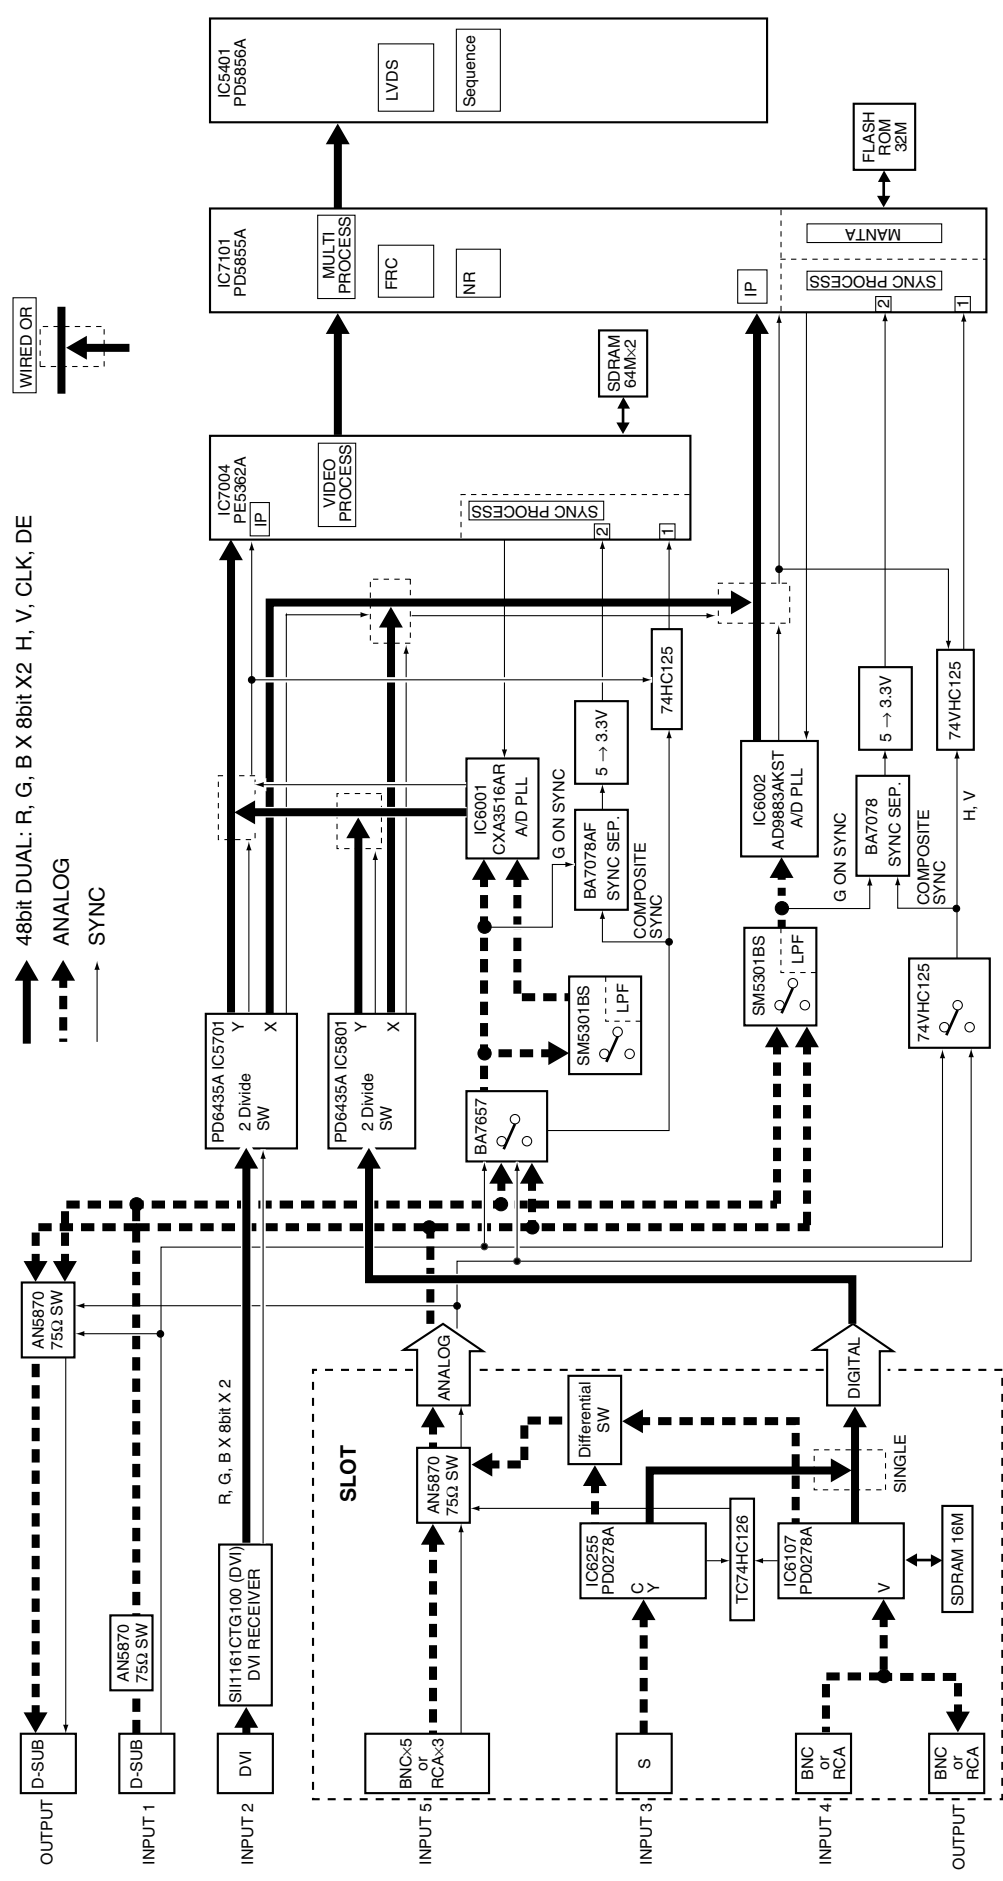 48bit DUAL: R, G, B X 8bit X2 H, V, CLK, DE
ANALOG
SYNC
WIRED OR
OUTPUT
D-SUB
AN5870
75Ω SW
INPUT 1
D-SUB
AN5870
75Ω SW
INPUT 2
DVI
SII1161CTG100 (DVI)
DVI RECEIVER
R, G, B X 8bit X 2
PD6435A IC5701
2 Divide
SW
Y
X
PD6435A IC5801
2 Divide
SW
Y
X
IC7004
PE5362A
IP
VIDEO
PROCESS
SYNC PROCESS
2
1
SDRAM
64M×2
IC7101
PD5855A
MULTI
PROCESS
FRC
NR
IP
SYNC PROCESS
MANTA
2
1
FLASH
ROM
32M
IC5401
PD5856A
LVDS
Sequence
BA7657
SM5301BS
LPF
IC6001
CXA3516AR
A/D PLL
G ON SYNC
BA7078AF
SYNC SEP.
COMPOSITE
SYNC
5 → 3.3V
74HC125
SM5301BS
LPF
IC6002
AD9883AKST
A/D PLL
G ON SYNC
BA7078
SYNC SEP.
COMPOSITE
SYNC
5 → 3.3V
74VHC125
74VHC125
H, V
SLOT
INPUT 5
BNC×5
or
RCA×3
AN5870
75Ω SW
ANALOG
Differential
SW
INPUT 3
S
IC6255
PD0278A
C
Y
TC74HC126
INPUT 4
BNC
or
RCA
IC6107
PD0278A
V
SDRAM 16M
SINGLE
DIGITAL
OUTPUT
BNC
or
RCA